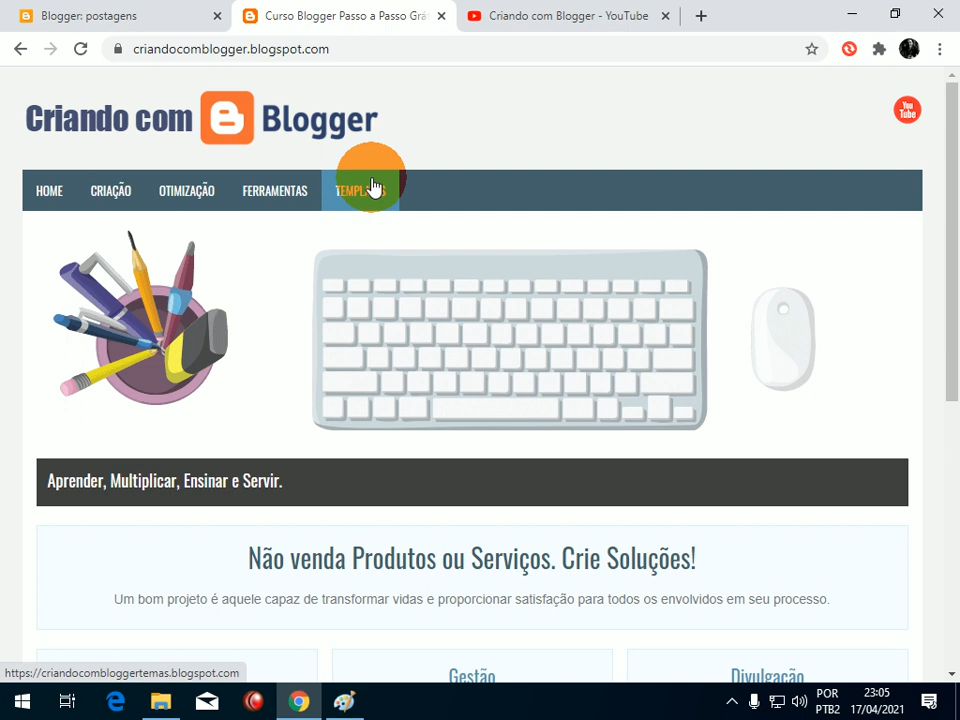 Blogger: postagens
Curso Blogger Passo a Passo Grá
Criando com Blogger - YouTube
criandocomblogger.blogspot.com
Criando com Blogger
You
Tube
HOME
CRIAÇÃO
OTIMIZAÇÃO
FERRAMENTAS
TEMPLATES
Aprender, Multiplicar, Ensinar e Servir.
Não venda Produtos ou Serviços. Crie Soluções!
Um bom projeto é aquele capaz de transformar vidas e proporcionar satisfação para todos os envolvidos em seu processo.
Gestão
Divulgação
https://criandocombloggertemas.blogspot.com
POR
PTB2
23:05
17/04/2021